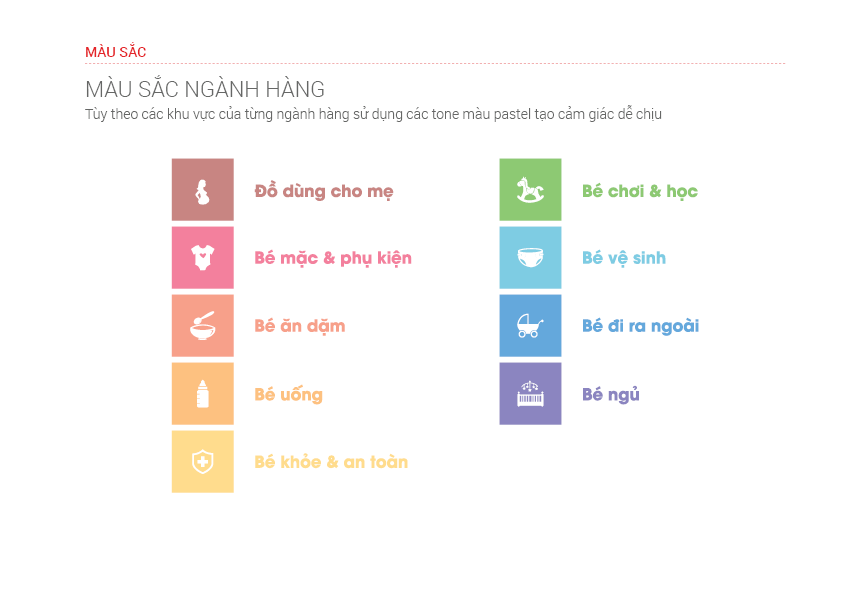 MÀU SẮC
MÀU SẮC NGÀNH HÀNG
Tùy theo các khu vực của từng ngành hàng sử dụng các tone màu pastel tạo cảm giác dễ chịu
Đồ dùng cho mẹ
Bé mặc & phụ kiện
Bé ăn dặm
Bé uống
Bé khỏe & an toàn
Bé chơi & học
Bé vệ sinh
Bé đi ra ngoài
Bé ngủ